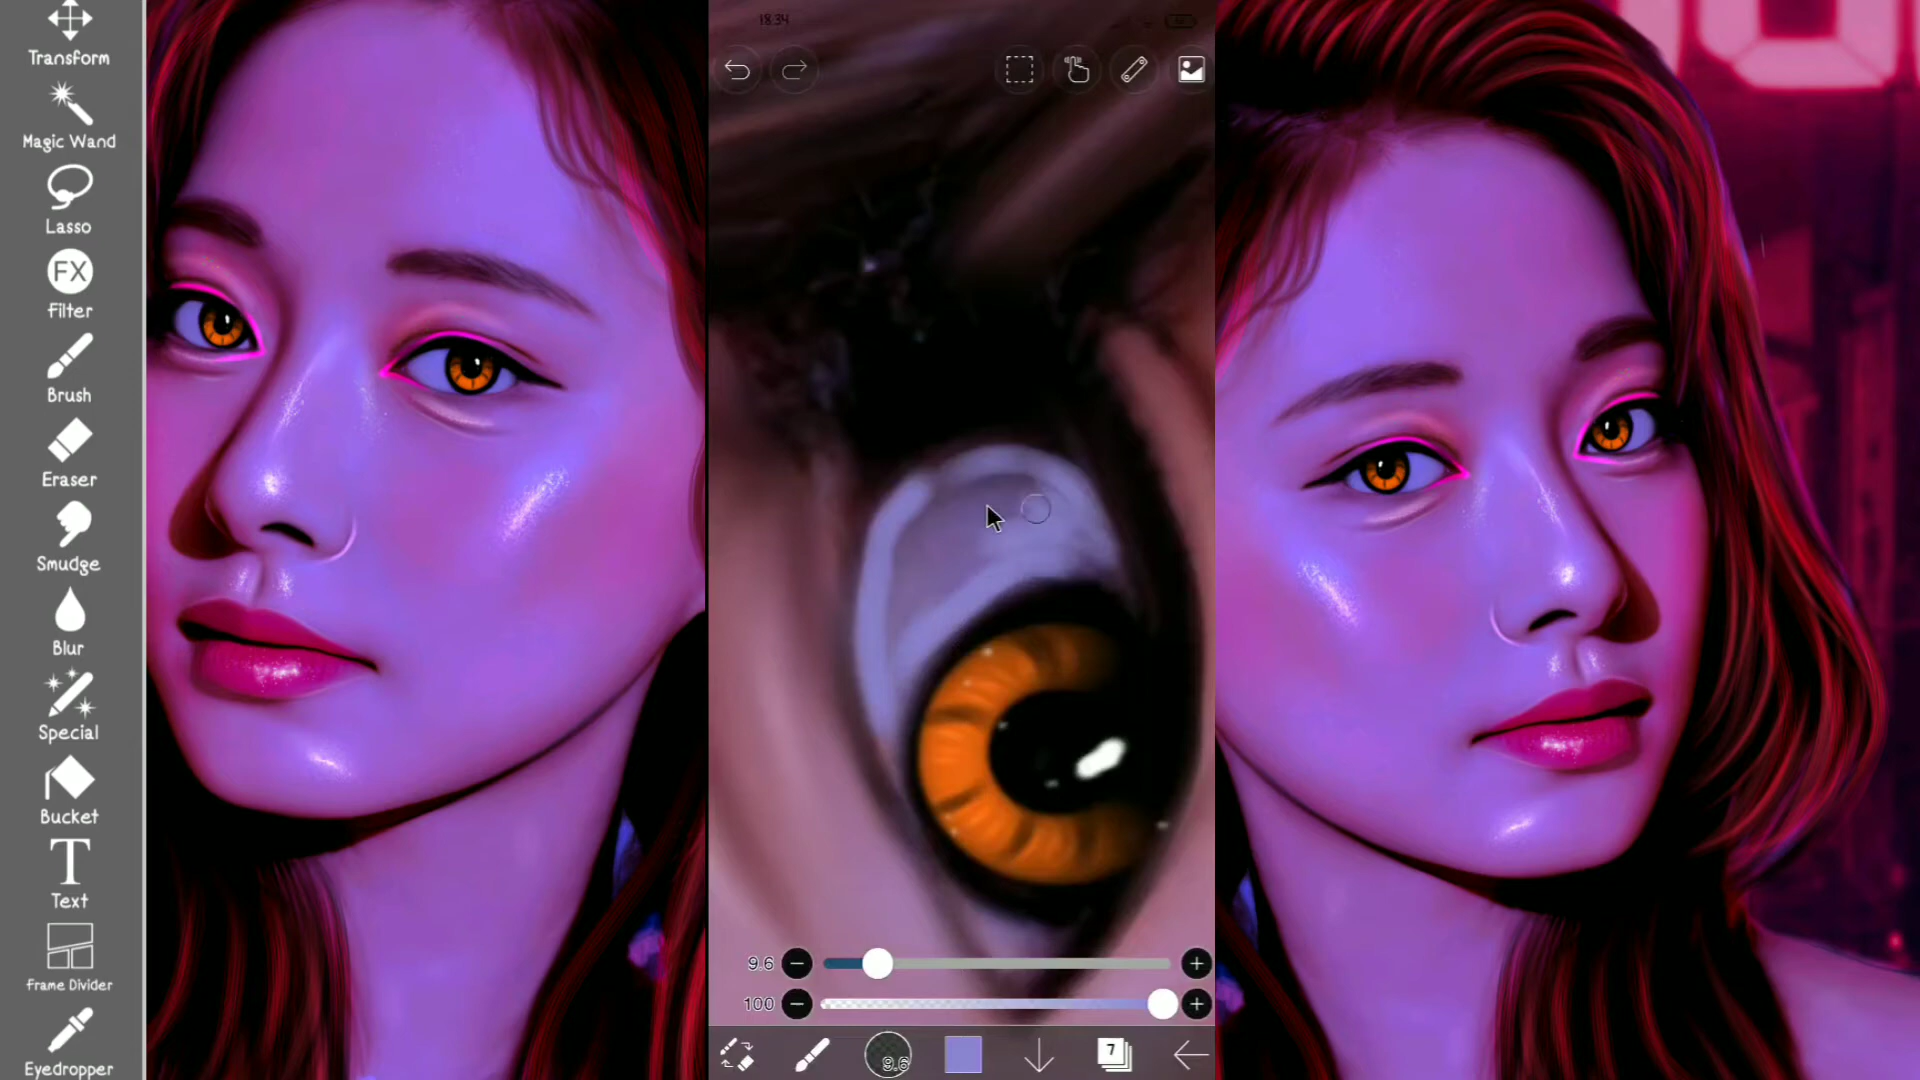 Transform
Magic Wand
Lasso
FX
Filter
Brush
Eraser
Smudge
Blur
Special
Bucket
T
Text
Frame Divider
Eyedropper
18.34
9.6
100
9.6
7